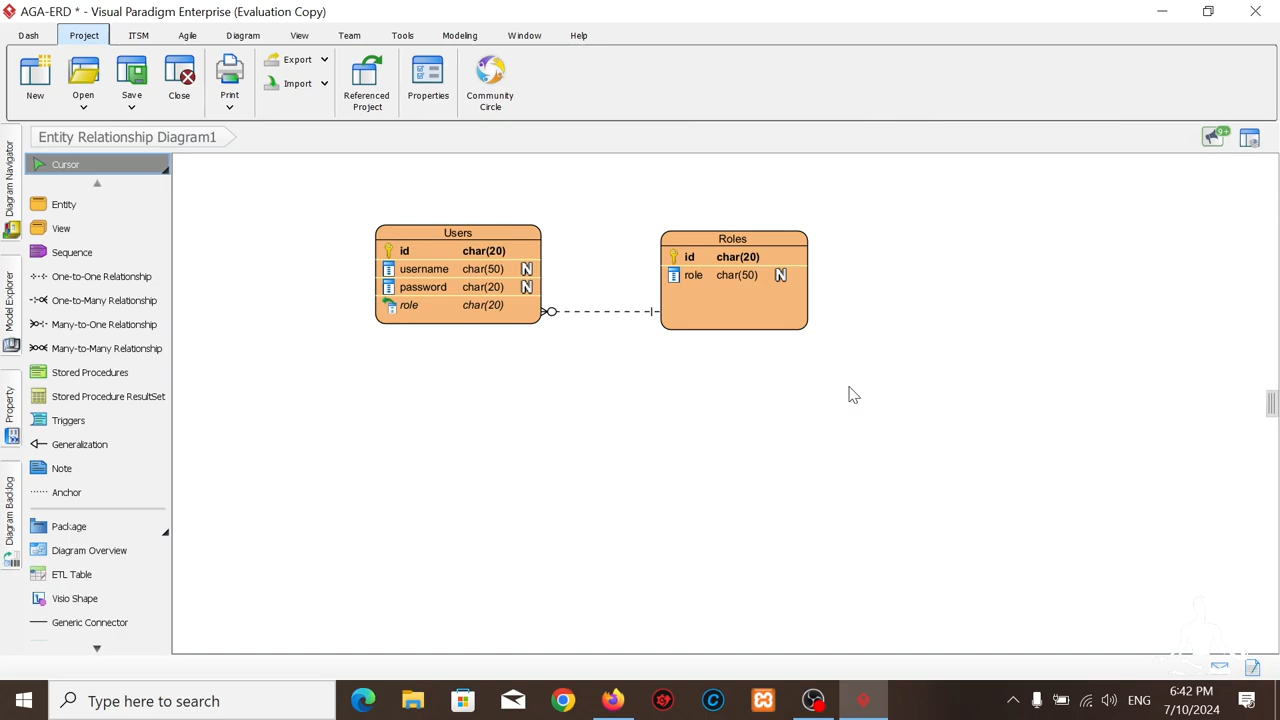 AGA-ERD * - Visual Paradigm Enterprise (Evaluation Copy)
Dash Project ITSM Agile Diagram View Team Tools Modeling Window Help
New Open Save Close Print Export Import Referenced Project Properties Community Circle
Entity Relationship Diagram1
9+
Diagram Navigator
Model Explorer
Property
Diagram Backlog
Cursor
Entity
View
Sequence
One-to-One Relationship
One-to-Many Relationship
Many-to-One Relationship
Many-to-Many Relationship
Stored Procedures
Stored Procedure ResultSet
Triggers
Generalization
Note
Anchor
Package
Diagram Overview
ETL Table
Visio Shape
Generic Connector
Users
id char(20)
username char(50) N
password char(20) N
role char(20)
Roles
id char(20)
role char(50) N
Type here to search
ENG
6:42 PM
7/10/2024